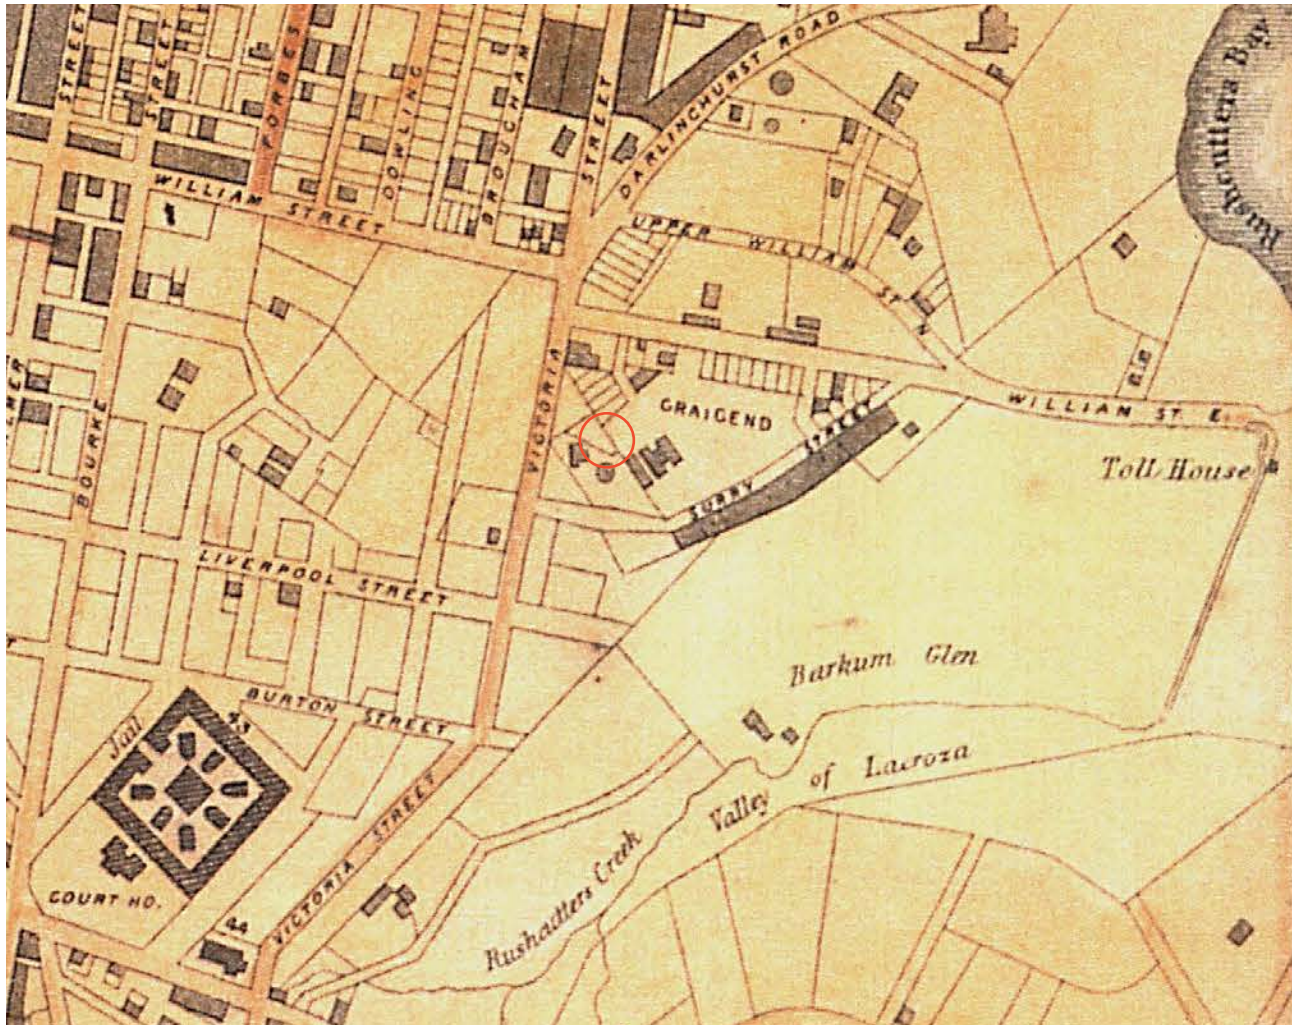 STREET
STREET
FORBES
DOWLING
BROUGHAM
STREET
DARLINGHURST ROAD
Rushcutters Bay
WILLIAM STREET
UPPER WILLIAM ST N
BOURKE
VICTORIA
CRAIGEND
WILLIAM ST E.
SURRY STREET
Toll House
LIVERPOOL STREET
Barkum Glen
BURTON STREET
Jail
43
Valley of Lacroza
VICTORIA STREET
Rushcutters Creek
COURT HO.
44